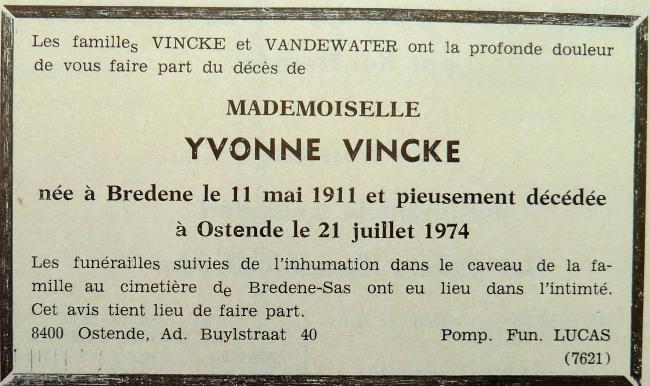 Les familles VINCKE et VANDEWATER ont la profonde douleur
de vous faire part du décès de
MADEMOISELLE
YVONNE VINCKE
née à Bredene le 11 mai 1911 et pieusement décédée
à Ostende le 21 juillet 1974
Les funérailles suivies de l'inhumation dans le caveau de la fa-
mille au cimetière de Bredene-Sas ont eu lieu dans l'intimté.
Cet avis tient lieu de faire part.
8400 Ostende, Ad. Buylstraat 40 Pomp. Fun. LUCAS
(7621)